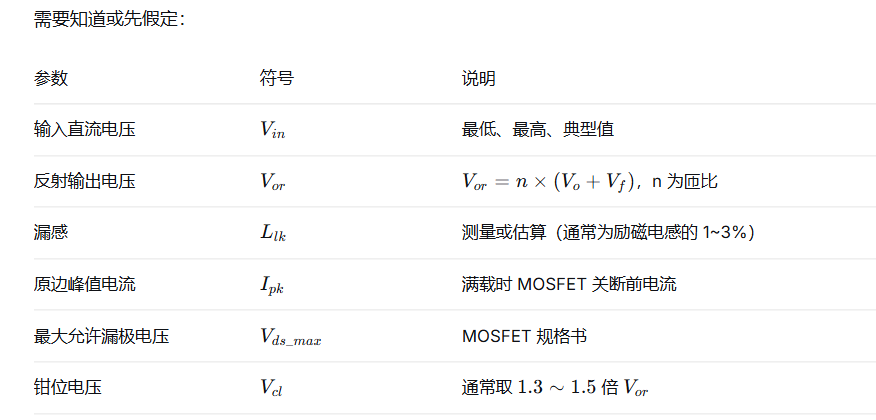 需要知道或先假定：
参数 符号 说明
输入直流电压 V_{in} 最低、最高、典型值
反射输出电压 V_{or} V_{or} = n × (V_o + V_f)，n 为匝比
漏感 L_{lk} 测量或估算（通常为励磁电感的 1~3%）
原边峰值电流 I_{pk} 满载时 MOSFET 关断前电流
最大允许漏极电压 V_{ds\_max} MOSFET 规格书
钳位电压 V_{cl} 通常取 1.3 ∼ 1.5 倍 V_{or}